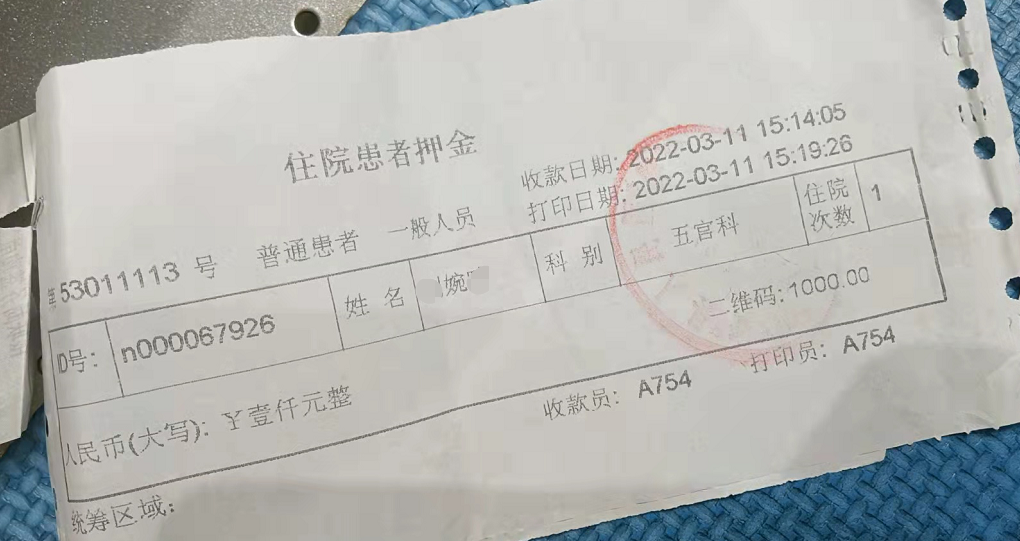 住院患者押金
收款日期: 2022-03-11 15:14:05
打印日期: 2022-03-11 15:19:26
53011113 号 普通患者 一般人员
ID号: n000067926 姓 名 婉 科 别 五官科 住院次数 1
人民币(大写): ￥壹仟元整 二维码:1000.00
收款员: A754 打印员: A754
统筹区域: